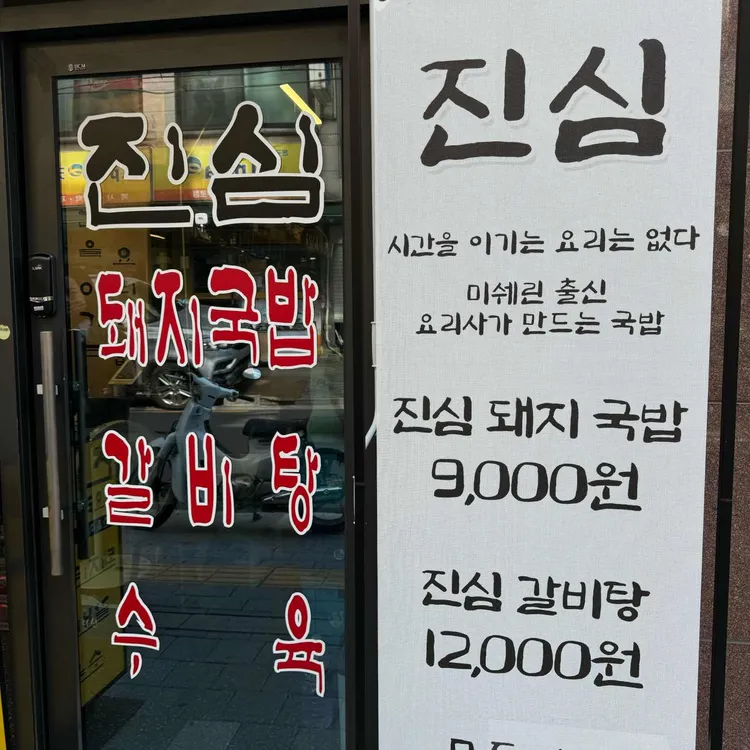 진심
돼지국밥
갈비탕
수육
진심
시간을 이기는 요리는 없다
미쉐린 출신
요리사가 만드는 국밥
진심 돼지 국밥
9,000원
진심 갈비탕
12,000원